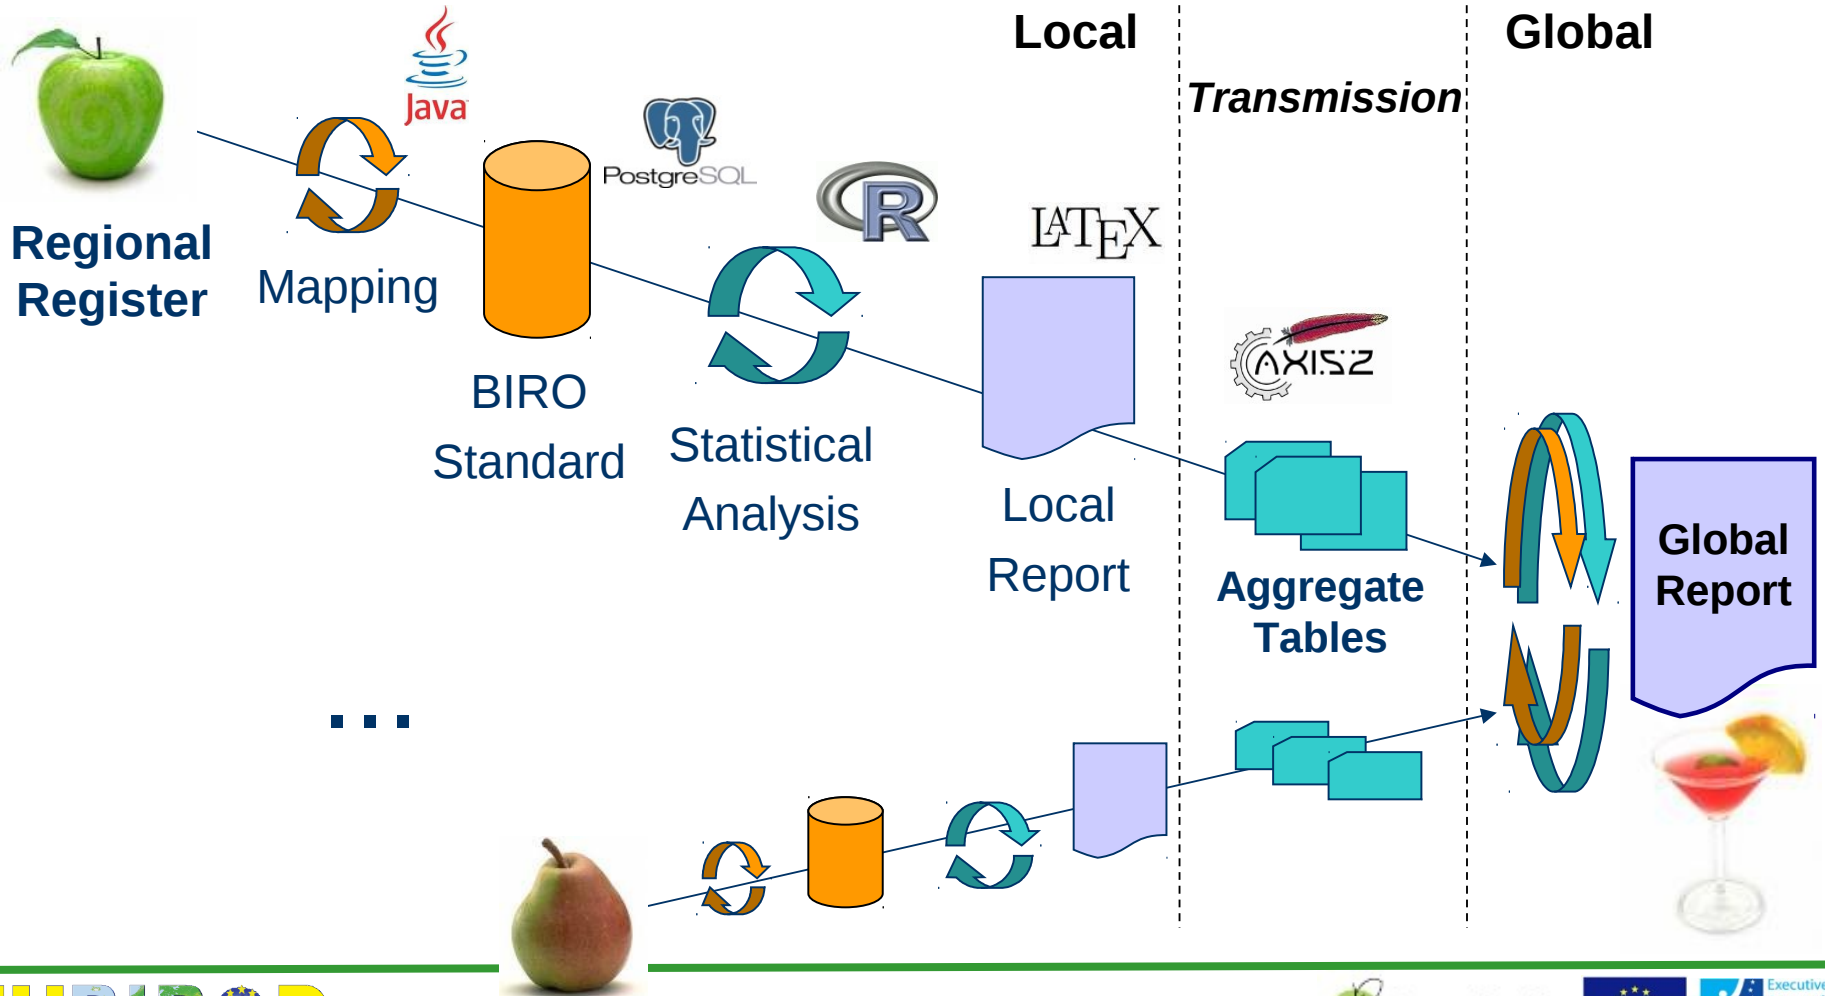 Local
Global
Transmission
Java
PostgreSQL
R
LATEX
Regional
Register
Mapping
AXIS2
BIRO
Standard
Statistical
Analysis
Local
Report
Global
Report
Aggregate
Tables
...
Executive